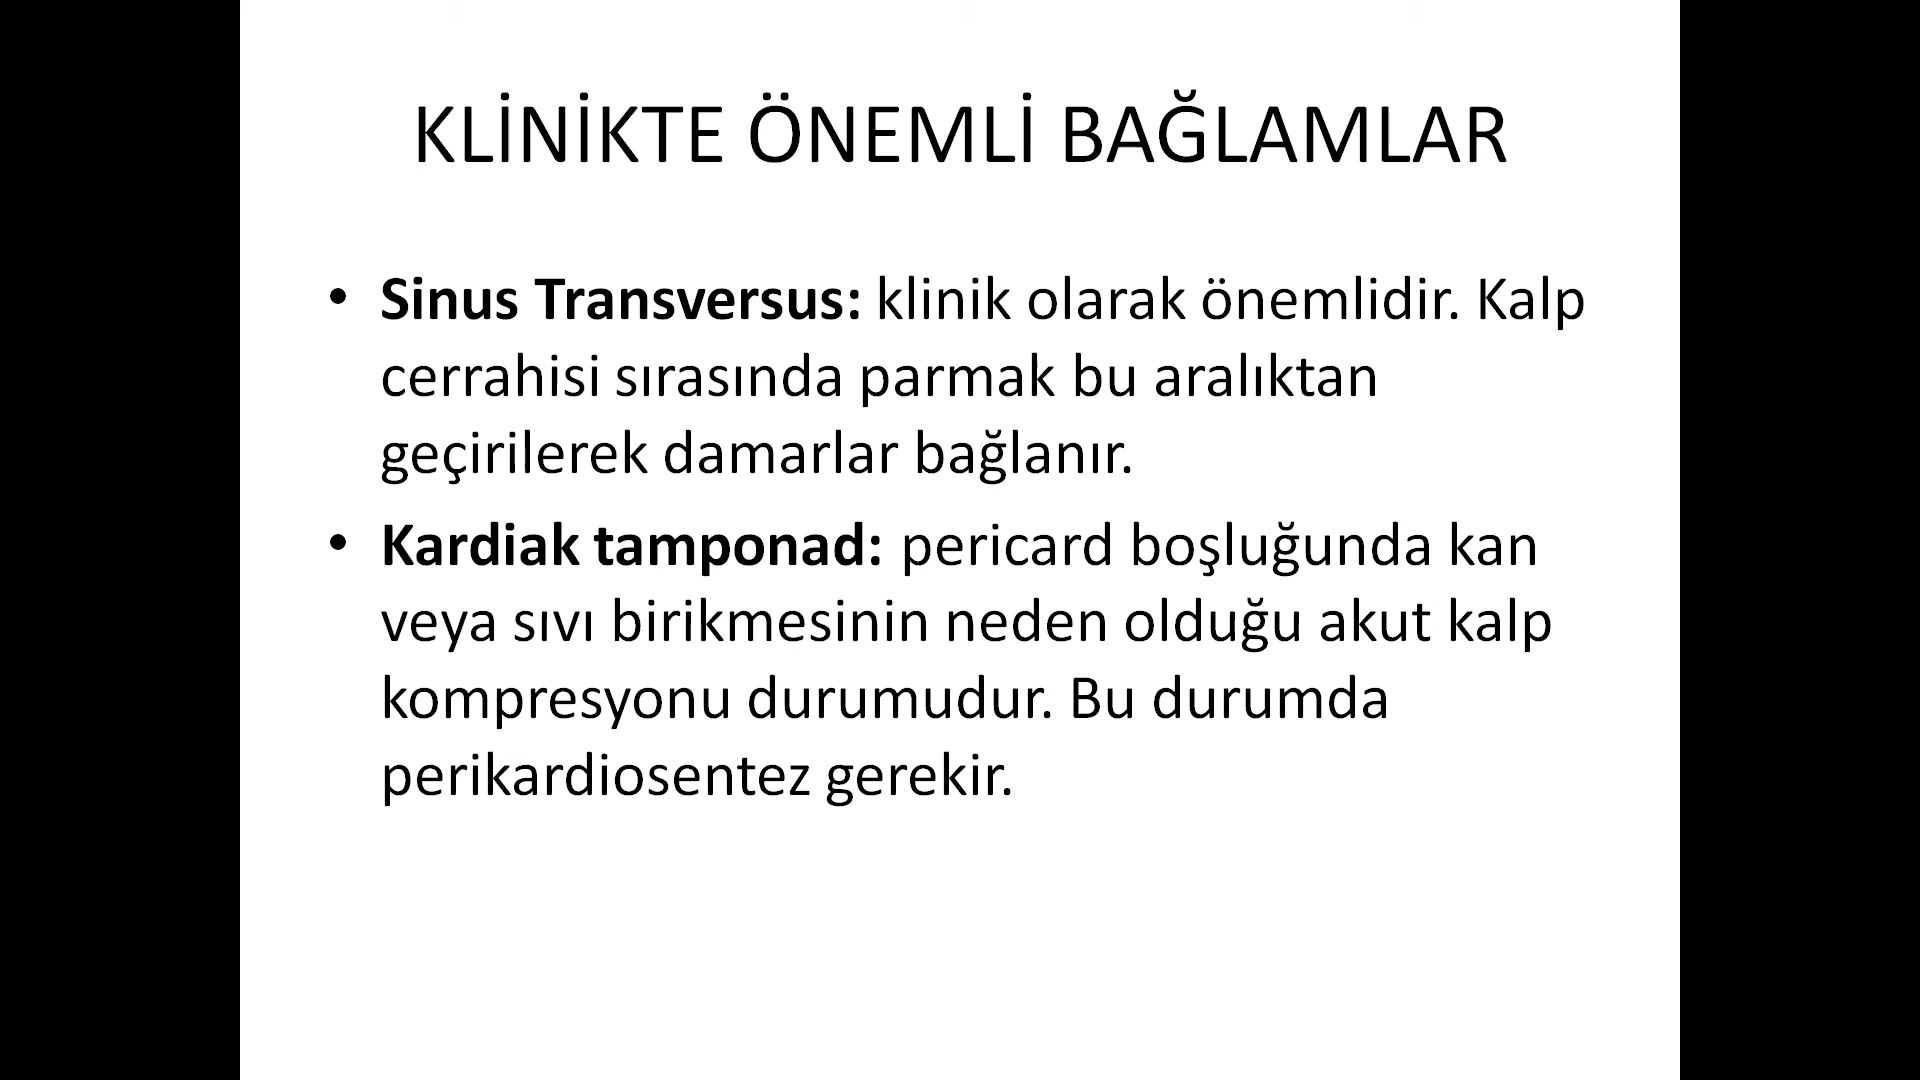 KLİNİKTE ÖNEMLİ BAĞLAMLAR
• Sinus Transversus: klinik olarak önemlidir. Kalp
cerrahisi sırasında parmak bu aralıktan
geçirilerek damarlar bağlanır.
• Kardiak tamponad: pericard boşluğunda kan
veya sıvı birikmesinin neden olduğu akut kalp
kompresyonu durumudur. Bu durumda
perikardiosentez gerekir.